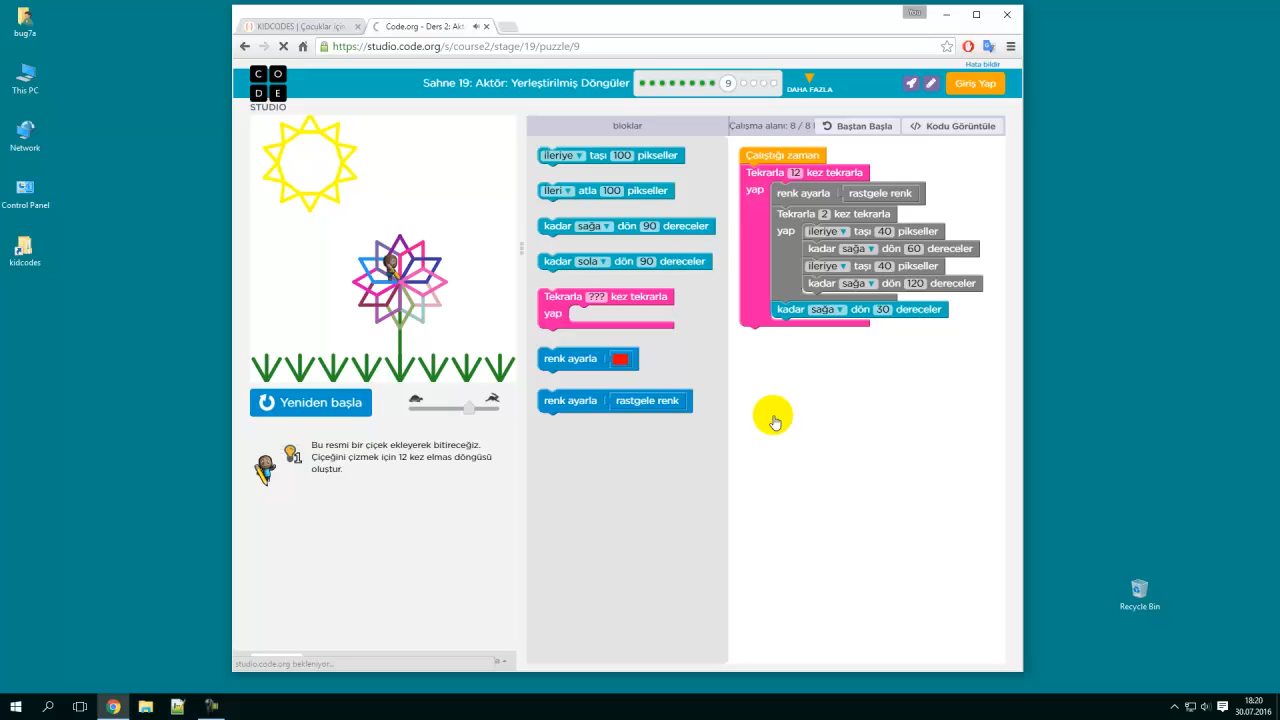 bug7a
This PC
Network
Control Panel
kidcodes
Recycle Bin
KIDCODES | Çocuklar için
Code.org - Ders 2: Akt
You
https://studio.code.org/s/course2/stage/19/puzzle/9
Hata bildir
C O
D E
STUDIO
Sahne 19: Aktör: Yerleştirilmiş Döngüler
9
DAHA FAZLA
Giriş Yap
bloklar
Çalışma alanı: 8 / 8
Baştan Başla
</> Kodu Görüntüle
ileriye taşı 100 pikseller
İleri atla 100 pikseller
kadar sağa dön 90 dereceler
kadar sola dön 90 dereceler
Tekrarla ??? kez tekrarla
yap
renk ayarla
renk ayarla rastgele renk
Çalıştığı zaman
Tekrarla 12 kez tekrarla
yap
renk ayarla rastgele renk
Tekrarla 2 kez tekrarla
yap ileriye taşı 40 pikseller
kadar sağa dön 60 dereceler
ileriye taşı 40 pikseller
kadar sağa dön 120 dereceler
kadar sağa dön 30 dereceler
Yeniden başla
1
Bu resmi bir çiçek ekleyerek bitireceğiz.
Çiçeğini çizmek için 12 kez elmas döngüsü
oluştur.
studio.code.org bekleniyor...
18:20
30.07.2016